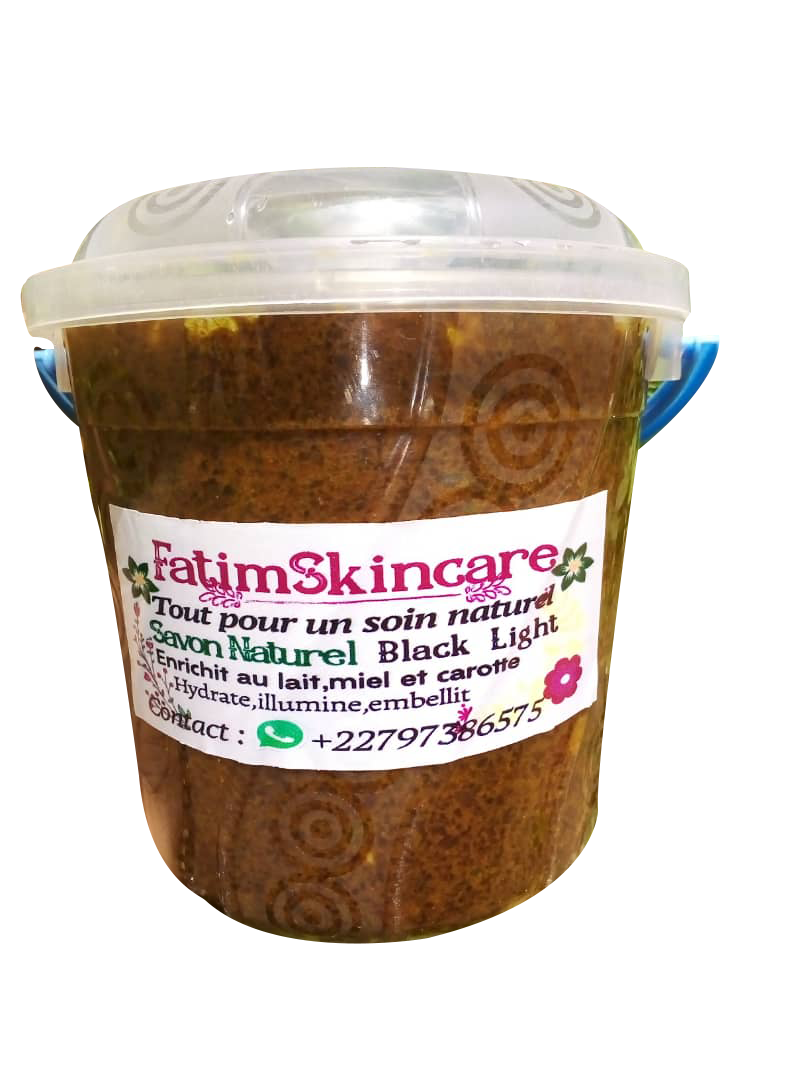 FatimSkincare
Tout pour un soin naturel
Savon Naturel Black Light
Enrichit au lait,miel et carotte
Hydrate,illumine,embellit
Contact : +22797386575